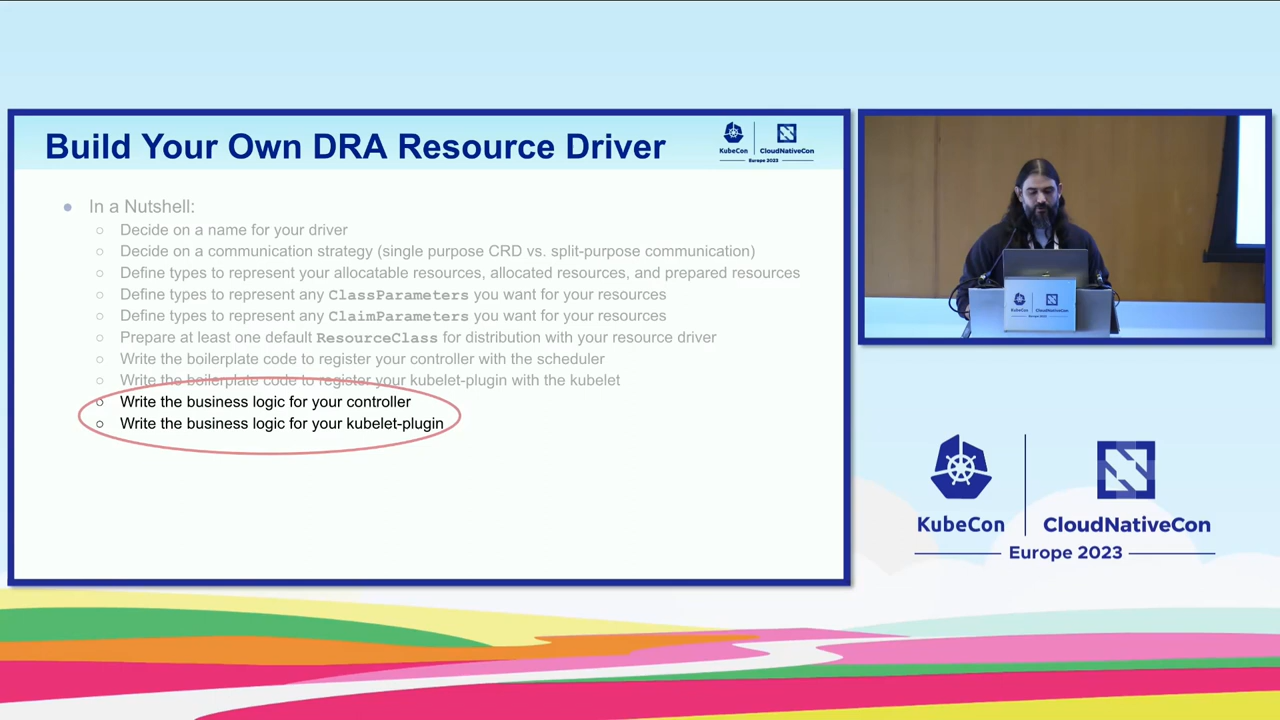 Build Your Own DRA Resource Driver
KubeCon
CloudNativeCon
Europe 2023
In a Nutshell:
Decide on a name for your driver
Decide on a communication strategy (single purpose CRD vs. split-purpose communication)
Define types to represent your allocatable resources, allocated resources, and prepared resources
Define types to represent any ClassParameters you want for your resources
Define types to represent any ClaimParameters you want for your resources
Prepare at least one default ResourceClass for distribution with your resource driver
Write the boilerplate code to register your controller with the scheduler
Write the boilerplate code to register your kubelet-plugin with the kubelet
Write the business logic for your controller
Write the business logic for your kubelet-plugin
KubeCon
CloudNativeCon
Europe 2023